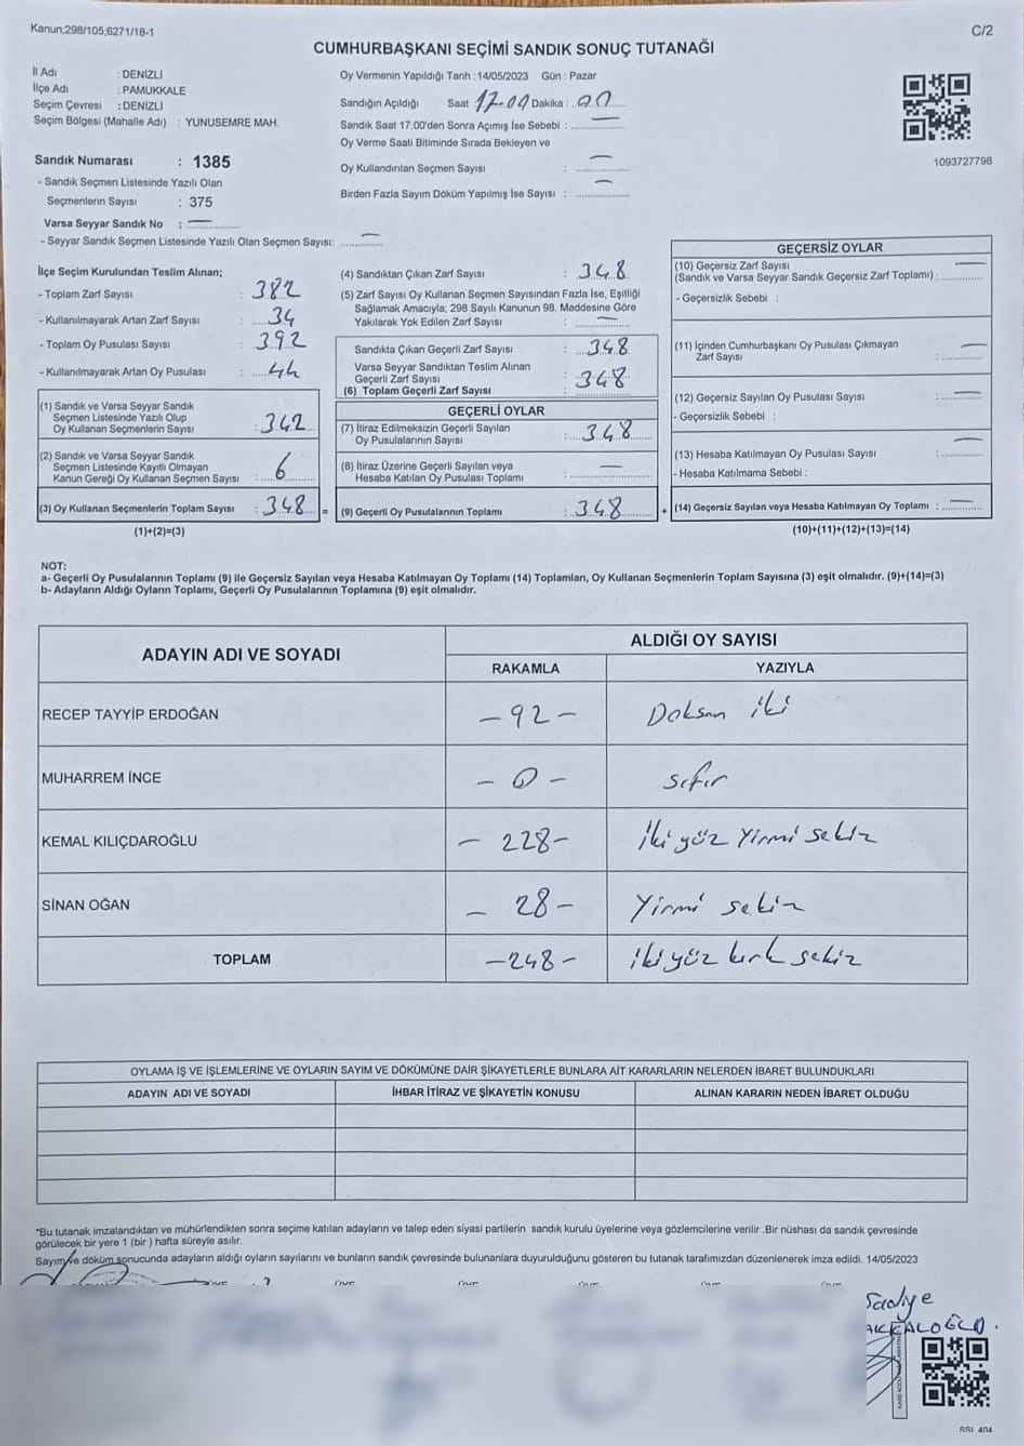 Kanun;298/105,6271/18-1
C/2
CUMHURBAŞKANI SEÇİMİ SANDIK SONUÇ TUTANAĞI
İl Adı : DENİZLİ
İlçe Adı : PAMUKKALE
Seçim Çevresi : DENİZLİ
Seçim Bölgesi (Mahalle Adı) : YUNUSEMRE MAH.
Oy Vermenin Yapıldığı Tarih : 14/05/2023 Gün : Pazar
Sandığın Açıldığı Saat 17.00 Dakika : 00
Sandık Saat 17.00'den Sonra Açımış İse Sebebi : —
Oy Verme Saati Bitiminde Sırada Bekleyen ve
Oy Kullandırılan Seçmen Sayısı : —
Birden Fazla Sayım Döküm Yapılmış İse Sayısı : —
1093727798
Sandık Numarası : 1385
- Sandık Seçmen Listesinde Yazılı Olan
Seçmenlerin Sayısı : 375
Varsa Seyyar Sandık No : —
- Seyyar Sandık Seçmen Listesinde Yazılı Olan Seçmen Sayısı: —
İlçe Seçim Kurulundan Teslim Alınan;
- Toplam Zarf Sayısı : 382
- Kullanılmayarak Artan Zarf Sayısı : 34
- Toplam Oy Pusulası Sayısı : 392
- Kullanılmayarak Artan Oy Pusulası : 44
(1) Sandık ve Varsa Seyyar Sandık
Seçmen Listesinde Yazılı Olup
Oy Kullanan Seçmenlerin Sayısı : 342
(2) Sandık ve Varsa Seyyar Sandık
Seçmen Listesinde Kayıtlı Olmayan
Kanun Gereği Oy Kullanan Seçmen Sayısı : 6
(3) Oy Kullanan Seçmenlerin Toplam Sayısı : 348 =
(1)+(2)=(3)
(4) Sandıktan Çıkan Zarf Sayısı : 348
(5) Zarf Sayısı Oy Kullanan Seçmen Sayısından Fazla İse, Eşitliği
Sağlamak Amacıyla; 298 Sayılı Kanunun 98. Maddesine Göre
Yakılarak Yok Edilen Zarf Sayısı : —
Sandıkta Çıkan Geçerli Zarf Sayısı : 348
Varsa Seyyar Sandıktan Teslim Alınan
Geçerli Zarf Sayısı :
(6) Toplam Geçerli Zarf Sayısı : 348
GEÇERLİ OYLAR
(7) İtiraz Edilmeksizin Geçerli Sayılan
Oy Pusulalarının Sayısı : 348
(8) İtiraz Üzerine Geçerli Sayılan veya
Hesaba Katılan Oy Pusulası Toplamı : —
(9) Geçerli Oy Pusulalarının Toplamı : 348 +
GEÇERSİZ OYLAR
(10) Geçersiz Zarf Sayısı —
(Sandık ve Varsa Seyyar Sandık Geçersiz Zarf Toplamı) :
- Geçersizlik Sebebi :
(11) İçinden Cumhurbaşkanı Oy Pusulası Çıkmayan
Zarf Sayısı : —
(12) Geçersiz Sayılan Oy Pusulası Sayısı : —
- Geçersizlik Sebebi :
(13) Hesaba Katılmayan Oy Pusulası Sayısı : —
- Hesaba Katılmama Sebebi :
(14) Geçersiz Sayılan veya Hesaba Katılmayan Oy Toplamı : —
(10)+(11)+(12)+(13)=(14)
NOT:
a- Geçerli Oy Pusulalarının Toplamı (9) ile Geçersiz Sayılan veya Hesaba Katılmayan Oy Toplamı (14) Toplamları, Oy Kullanan Seçmenlerin Toplam Sayısına (3) eşit olmalıdır. (9)+(14)=(3)
b- Adayların Aldığı Oyların Toplamı, Geçerli Oy Pusulalarının Toplamına (9) eşit olmalıdır.
ADAYIN ADI VE SOYADI
ALDIĞI OY SAYISI
RAKAMLA YAZIYLA
RECEP TAYYİP ERDOĞAN -92- Doksan iki
MUHARREM İNCE -0- sıfır
KEMAL KILIÇDAROĞLU -228- İki yüz Yirmi sekiz
SİNAN OĞAN -28- Yirmi sekiz
TOPLAM -248- iki yüz kırk sekiz
OYLAMA İŞ VE İŞLEMLERİNE VE OYLARIN SAYIM VE DÖKÜMÜNE DAİR ŞİKAYETLERLE BUNLARA AİT KARARLARIN NELERDEN İBARET BULUNDUKLARI
ADAYIN ADI VE SOYADI İHBAR İTİRAZ VE ŞİKAYETİN KONUSU ALINAN KARARIN NEDEN İBARET OLDUĞU
"Bu tutanak imzalandıktan ve mühürlendikten sonra seçime katılan adayların ve talep eden siyasi partilerin sandık kurulu üyelerine veya gözlemcilerine verilir .Bir nüshası da sandık çevresinde
görülecek bir yere 1 (bir ) hafta süreyle asılır.
Sayım ve döküm sonucunda adayların aldığı oyların sayılarını ve bunların sandık çevresinde bulunanlara duyurulduğunu gösteren bu tutanak tarafımızdan düzenlenerek imza edildi. 14/05/2023
Sadiye
AKKALOĞLU.